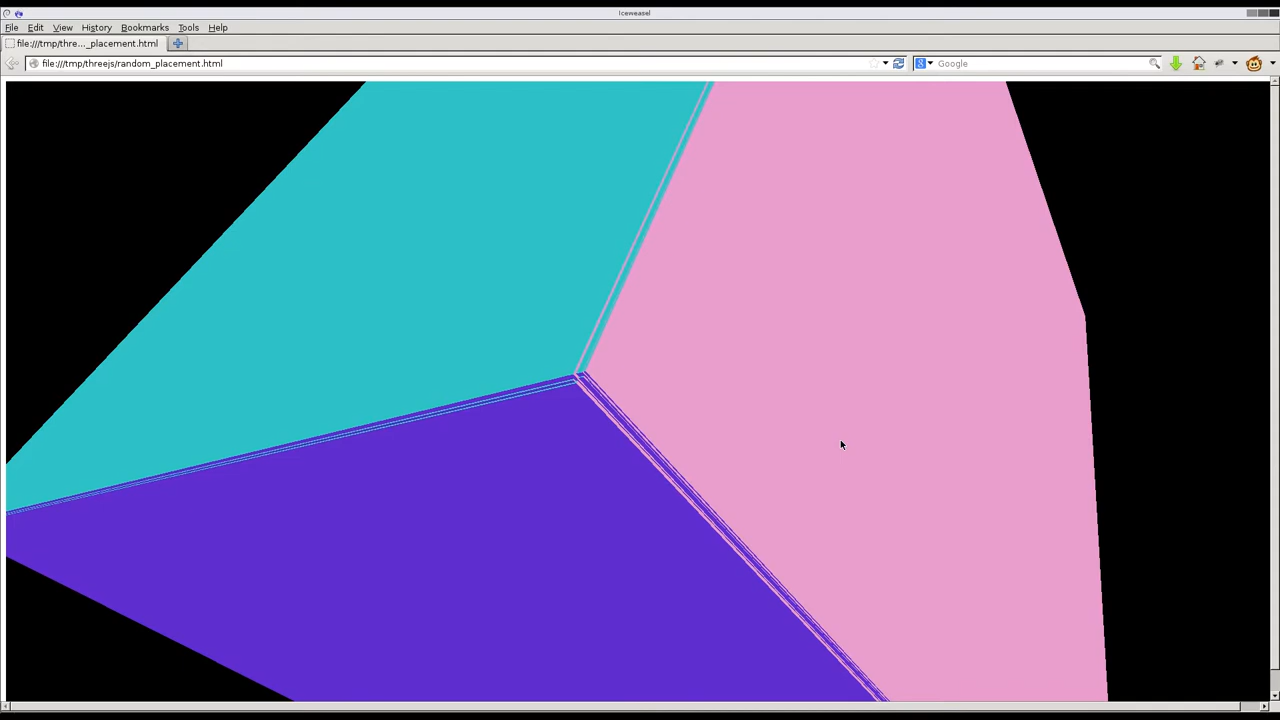 Iceweasel
File Edit View History Bookmarks Tools Help
file:///tmp/thre..._placement.html
file:///tmp/threejs/random_placement.html
Google